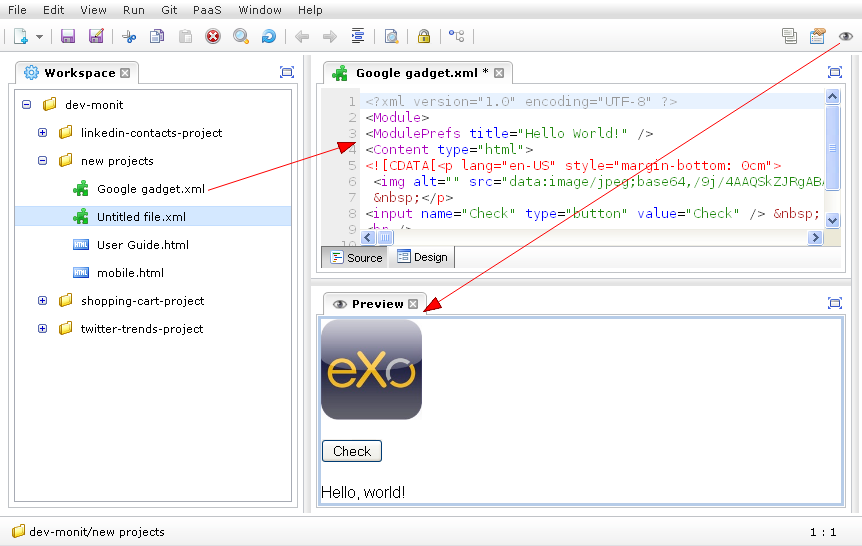 File Edit View Run Git PaaS Window Help
Workspace
dev-monit
linkedin-contacts-project
new projects
Google gadget.xml
Untitled file.xml
User Guide.html
mobile.html
shopping-cart-project
twitter-trends-project
Google gadget.xml *
1 <?xml version="1.0" encoding="UTF-8" ?>
2 <Module>
3 <ModulePrefs title="Hello World!" />
4 <Content type="html">
5 <![CDATA[<p lang="en-US" style="margin-bottom: 0cm">
6 <img alt="" src="data:image/jpeg;base64,/9j/4AAQSkZJRgABA
7 &nbsp;</p>
8 <input name="Check" type="button" value="Check" /> &nbsp;
9 <br />
10
Source Design
Preview
eXo
Check
Hello, world!
dev-monit/new projects 1 : 1